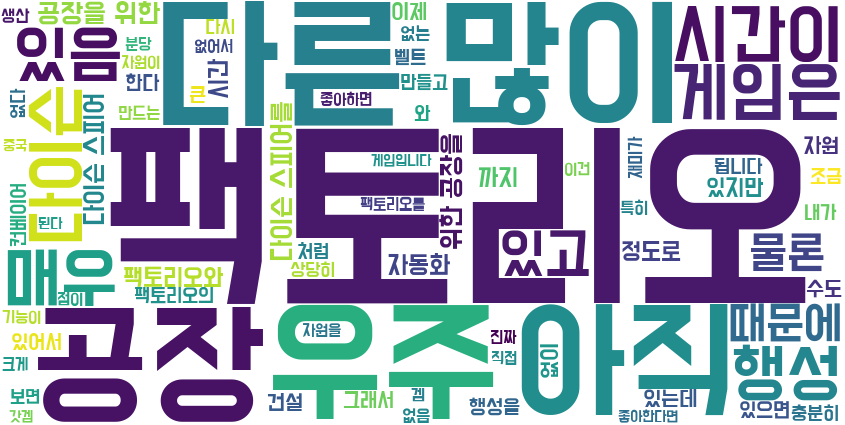 생산 공장을 위한
있음
다른
많이
시간이
게임은
분당
자원이
한다
다시
없어서
시간
큰
이제
없는
벨트
만들고
와
좋아하면
없다
다이슨
다이슨 스피어
만드는
중국
된다
컨베이어
매우
점이
팩토리오
다이슨 스피어를
게임입니다
팩토리오를
위한 공장을
까지
이건
재미가
됩니다
있지만
자원
조금
내가
특히
있고
정도로
물론
수도
처럼
상당히
자동화
팩토리오와
팩토리오의
기능이
있어서
크게
보면
갓겜
공장
우주
자원을
건설
그래서
겜
없음
진짜
직접
행성을
아직
없이
때문에
행성
있는데
좋아한다면
있으면
충분히